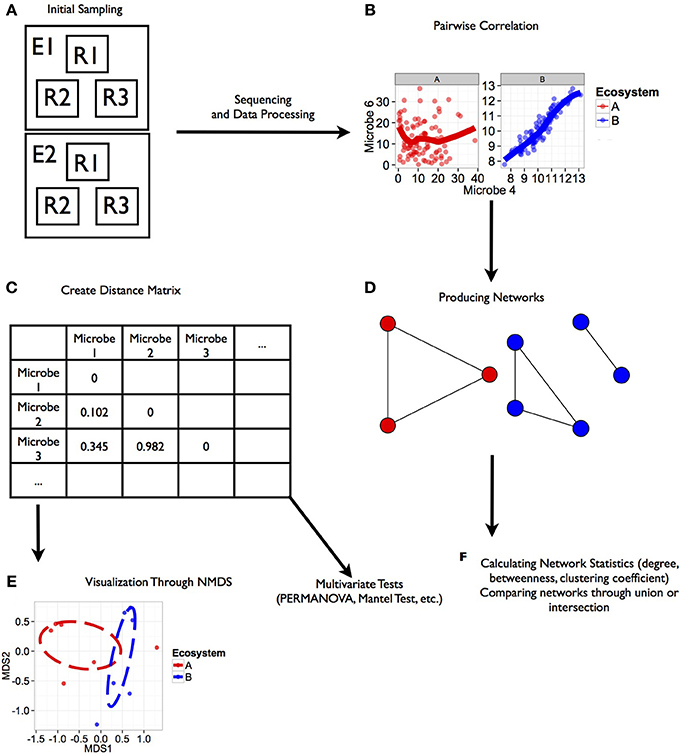 A
Initial Sampling
E1
R1
R2
R3
E2
R1
R2
R3
Sequencing
and Data Processing
B
Pairwise Correlation
A
B
Microbe 6
30
20
10
0
13
12
11
10
9
8
0 10 20 30 40
8 9 10 11 12 13
Microbe 4
Ecosystem
A
B
C
Create Distance Matrix
Microbe 1
Microbe 2
Microbe 3
...
Microbe 1
0
Microbe 2
0.102
0
Microbe 3
0.345
0.982
0
...
D
Producing Networks
E
Visualization Through NMDS
MDS2
0.5
0.0
-0.5
-1.0
-1.5 -1.0 -0.5 0.0 0.5 1.0
MDS1
Ecosystem
A
B
Multivariate Tests
(PERMANOVA, Mantel Test, etc.)
F
Calculating Network Statistics (degree,
betweenness, clustering coefficient)
Comparing networks through union or
intersection